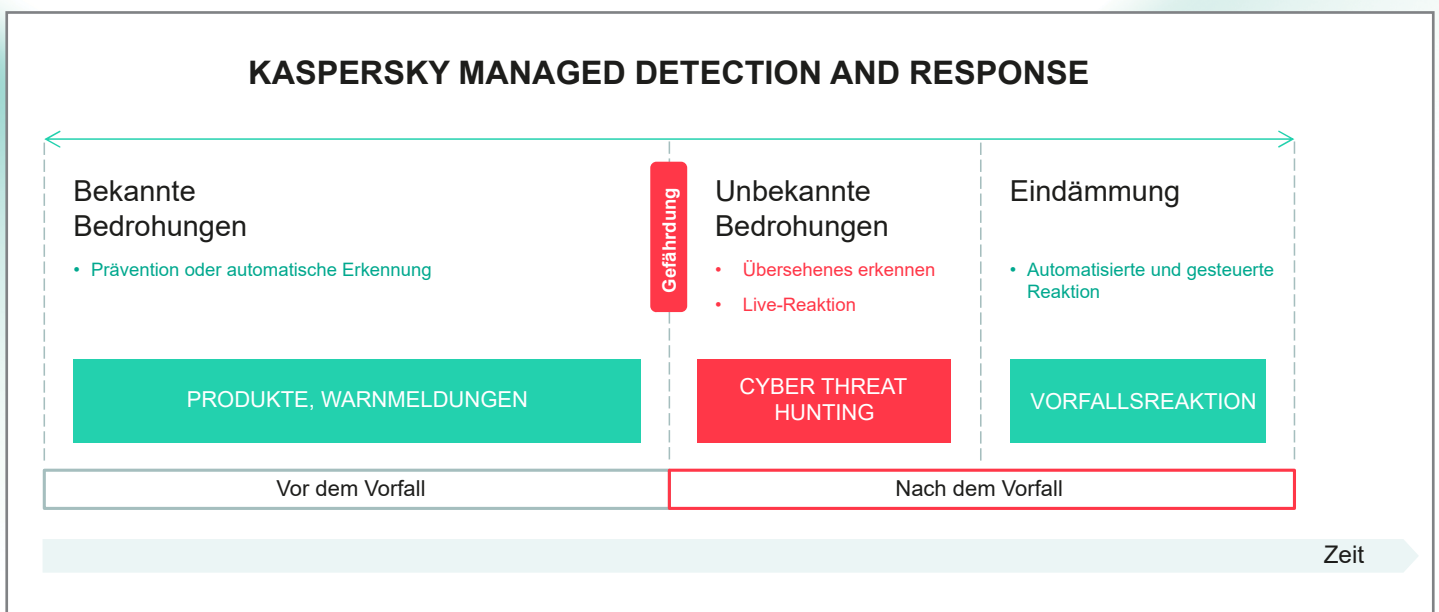 KASPERSKY MANAGED DETECTION AND RESPONSE
Bekannte
Bedrohungen
• Prävention oder automatische Erkennung
PRODUKTE, WARNMELDUNGEN
Gefährdung
Unbekannte
Bedrohungen
• Übersehenes erkennen
• Live-Reaktion
CYBER THREAT
HUNTING
Eindämmung
• Automatisierte und gesteuerte
Reaktion
VORFALLSREAKTION
Vor dem Vorfall
Nach dem Vorfall
Zeit